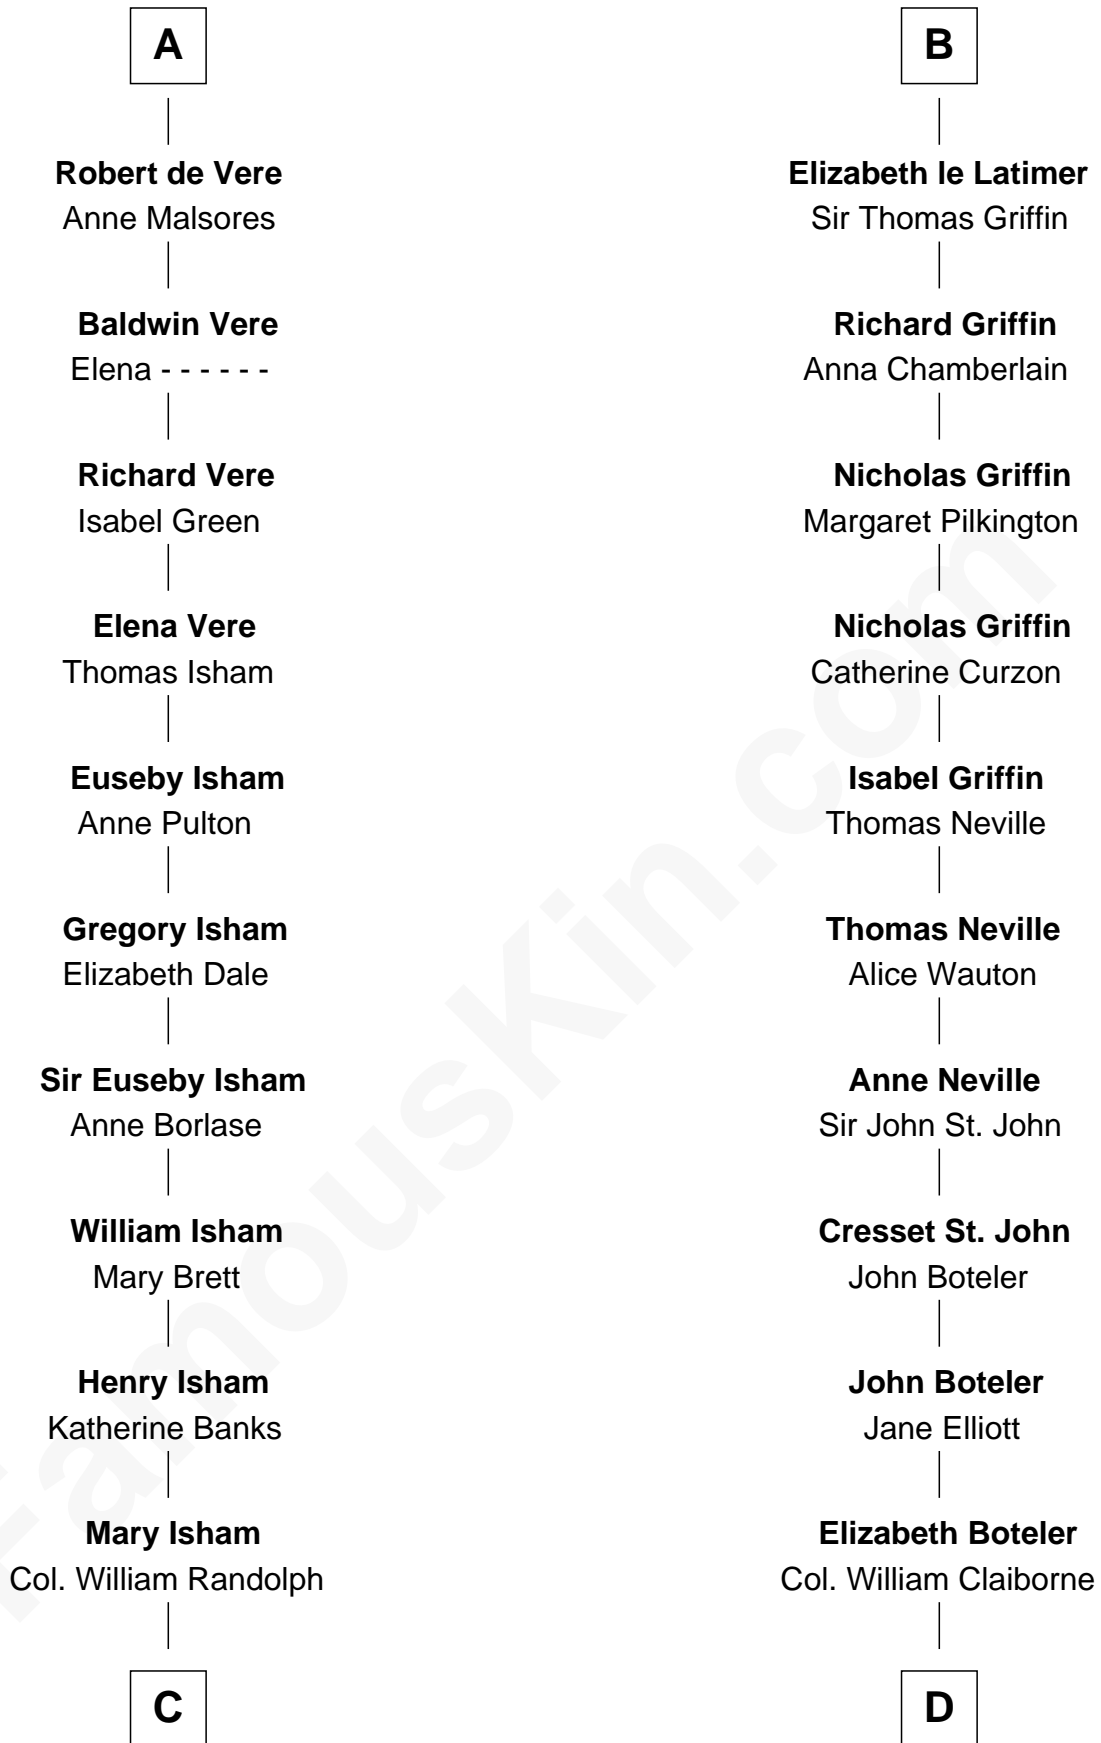 A
Robert de Vere
Anne Malsores
Baldwin Vere
Elena - - - - - -
Richard Vere
Isabel Green
Elena Vere
Thomas Isham
Euseby Isham
Anne Pulton
Gregory Isham
Elizabeth Dale
Sir Euseby Isham
Anne Borlase
William Isham
Mary Brett
Henry Isham
Katherine Banks
Mary Isham
Col. William Randolph
C
B
Elizabeth le Latimer
Sir Thomas Griffin
Richard Griffin
Anna Chamberlain
Nicholas Griffin
Margaret Pilkington
Nicholas Griffin
Catherine Curzon
Isabel Griffin
Thomas Neville
Thomas Neville
Alice Wauton
Anne Neville
Sir John St. John
Cresset St. John
John Boteler
John Boteler
Jane Elliott
Elizabeth Boteler
Col. William Claiborne
D
FamousKin.com